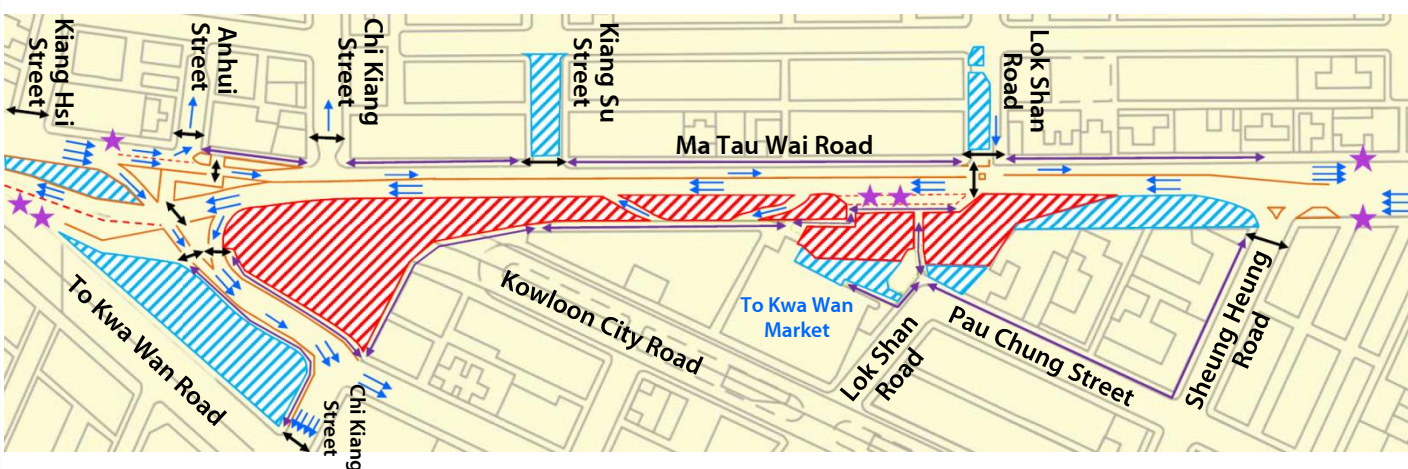 Kiang Hsi
Street
Anhui
Street
Chi Kiang
Street
Kiang Su
Street
Lok Shan
Road
Ma Tau Wai Road
To Kwa Wan Road
Chi Kiang
Street
Kowloon City Road
To Kwa Wan
Market
Lok Shan
Road
Pau Chung Street
Sheung Heung
Road